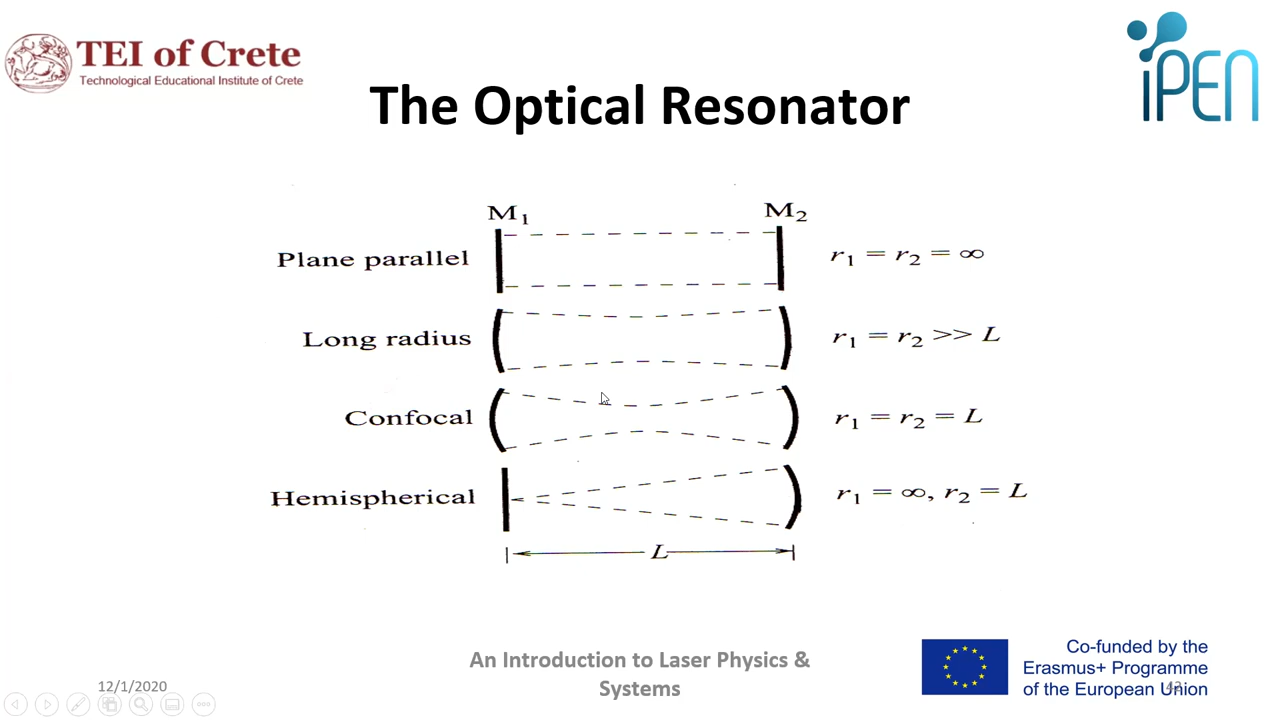 TEI of Crete
Technological Educational Institute of Crete
iPEN
The Optical Resonator
M₁ M₂
Plane parallel r₁ = r₂ = ∞
Long radius r₁ = r₂ >> L
Confocal r₁ = r₂ = L
Hemispherical r₁ = ∞, r₂ = L
L
An Introduction to Laser Physics &
Systems
12/1/2020
Co-funded by the
Erasmus+ Programme
of the European Union